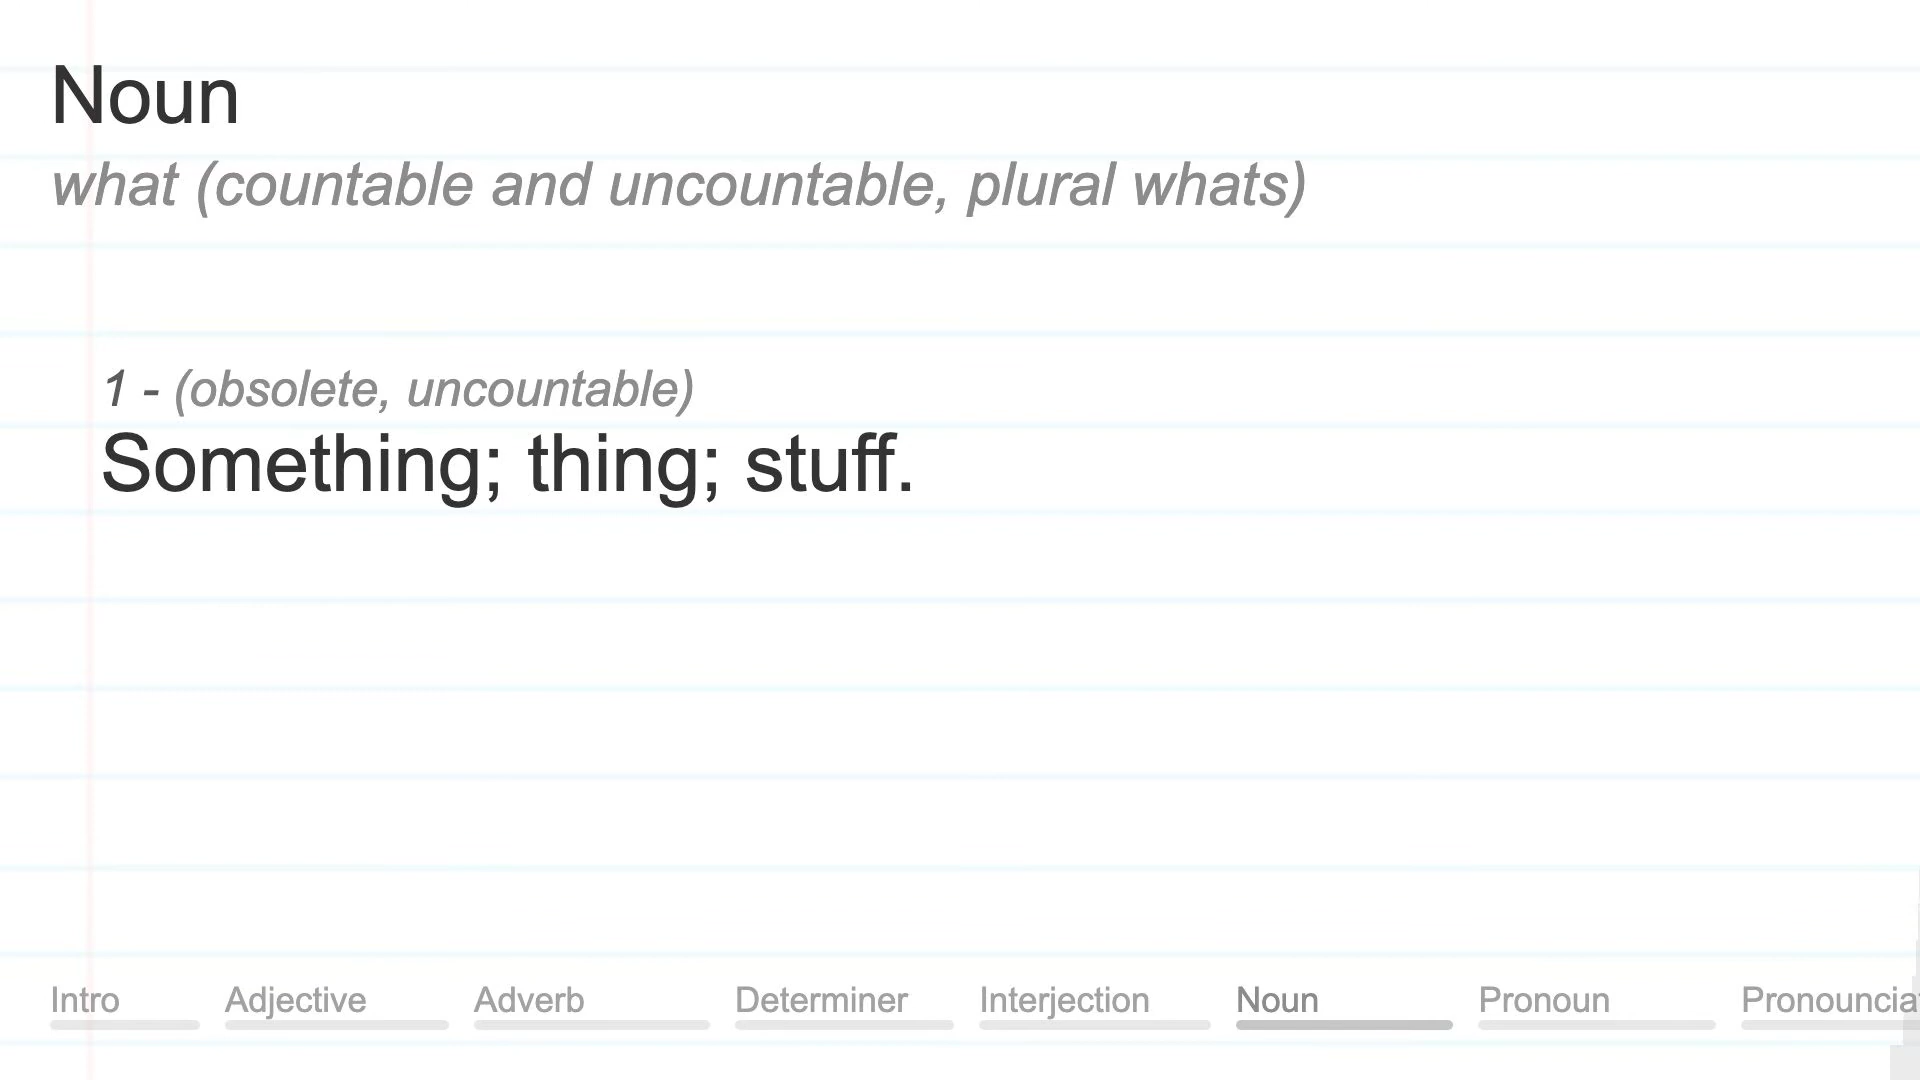 Noun
what (countable and uncountable, plural whats)
1 - (obsolete, uncountable)
Something; thing; stuff.
Intro Adjective Adverb Determiner Interjection Noun Pronoun Pronouncia